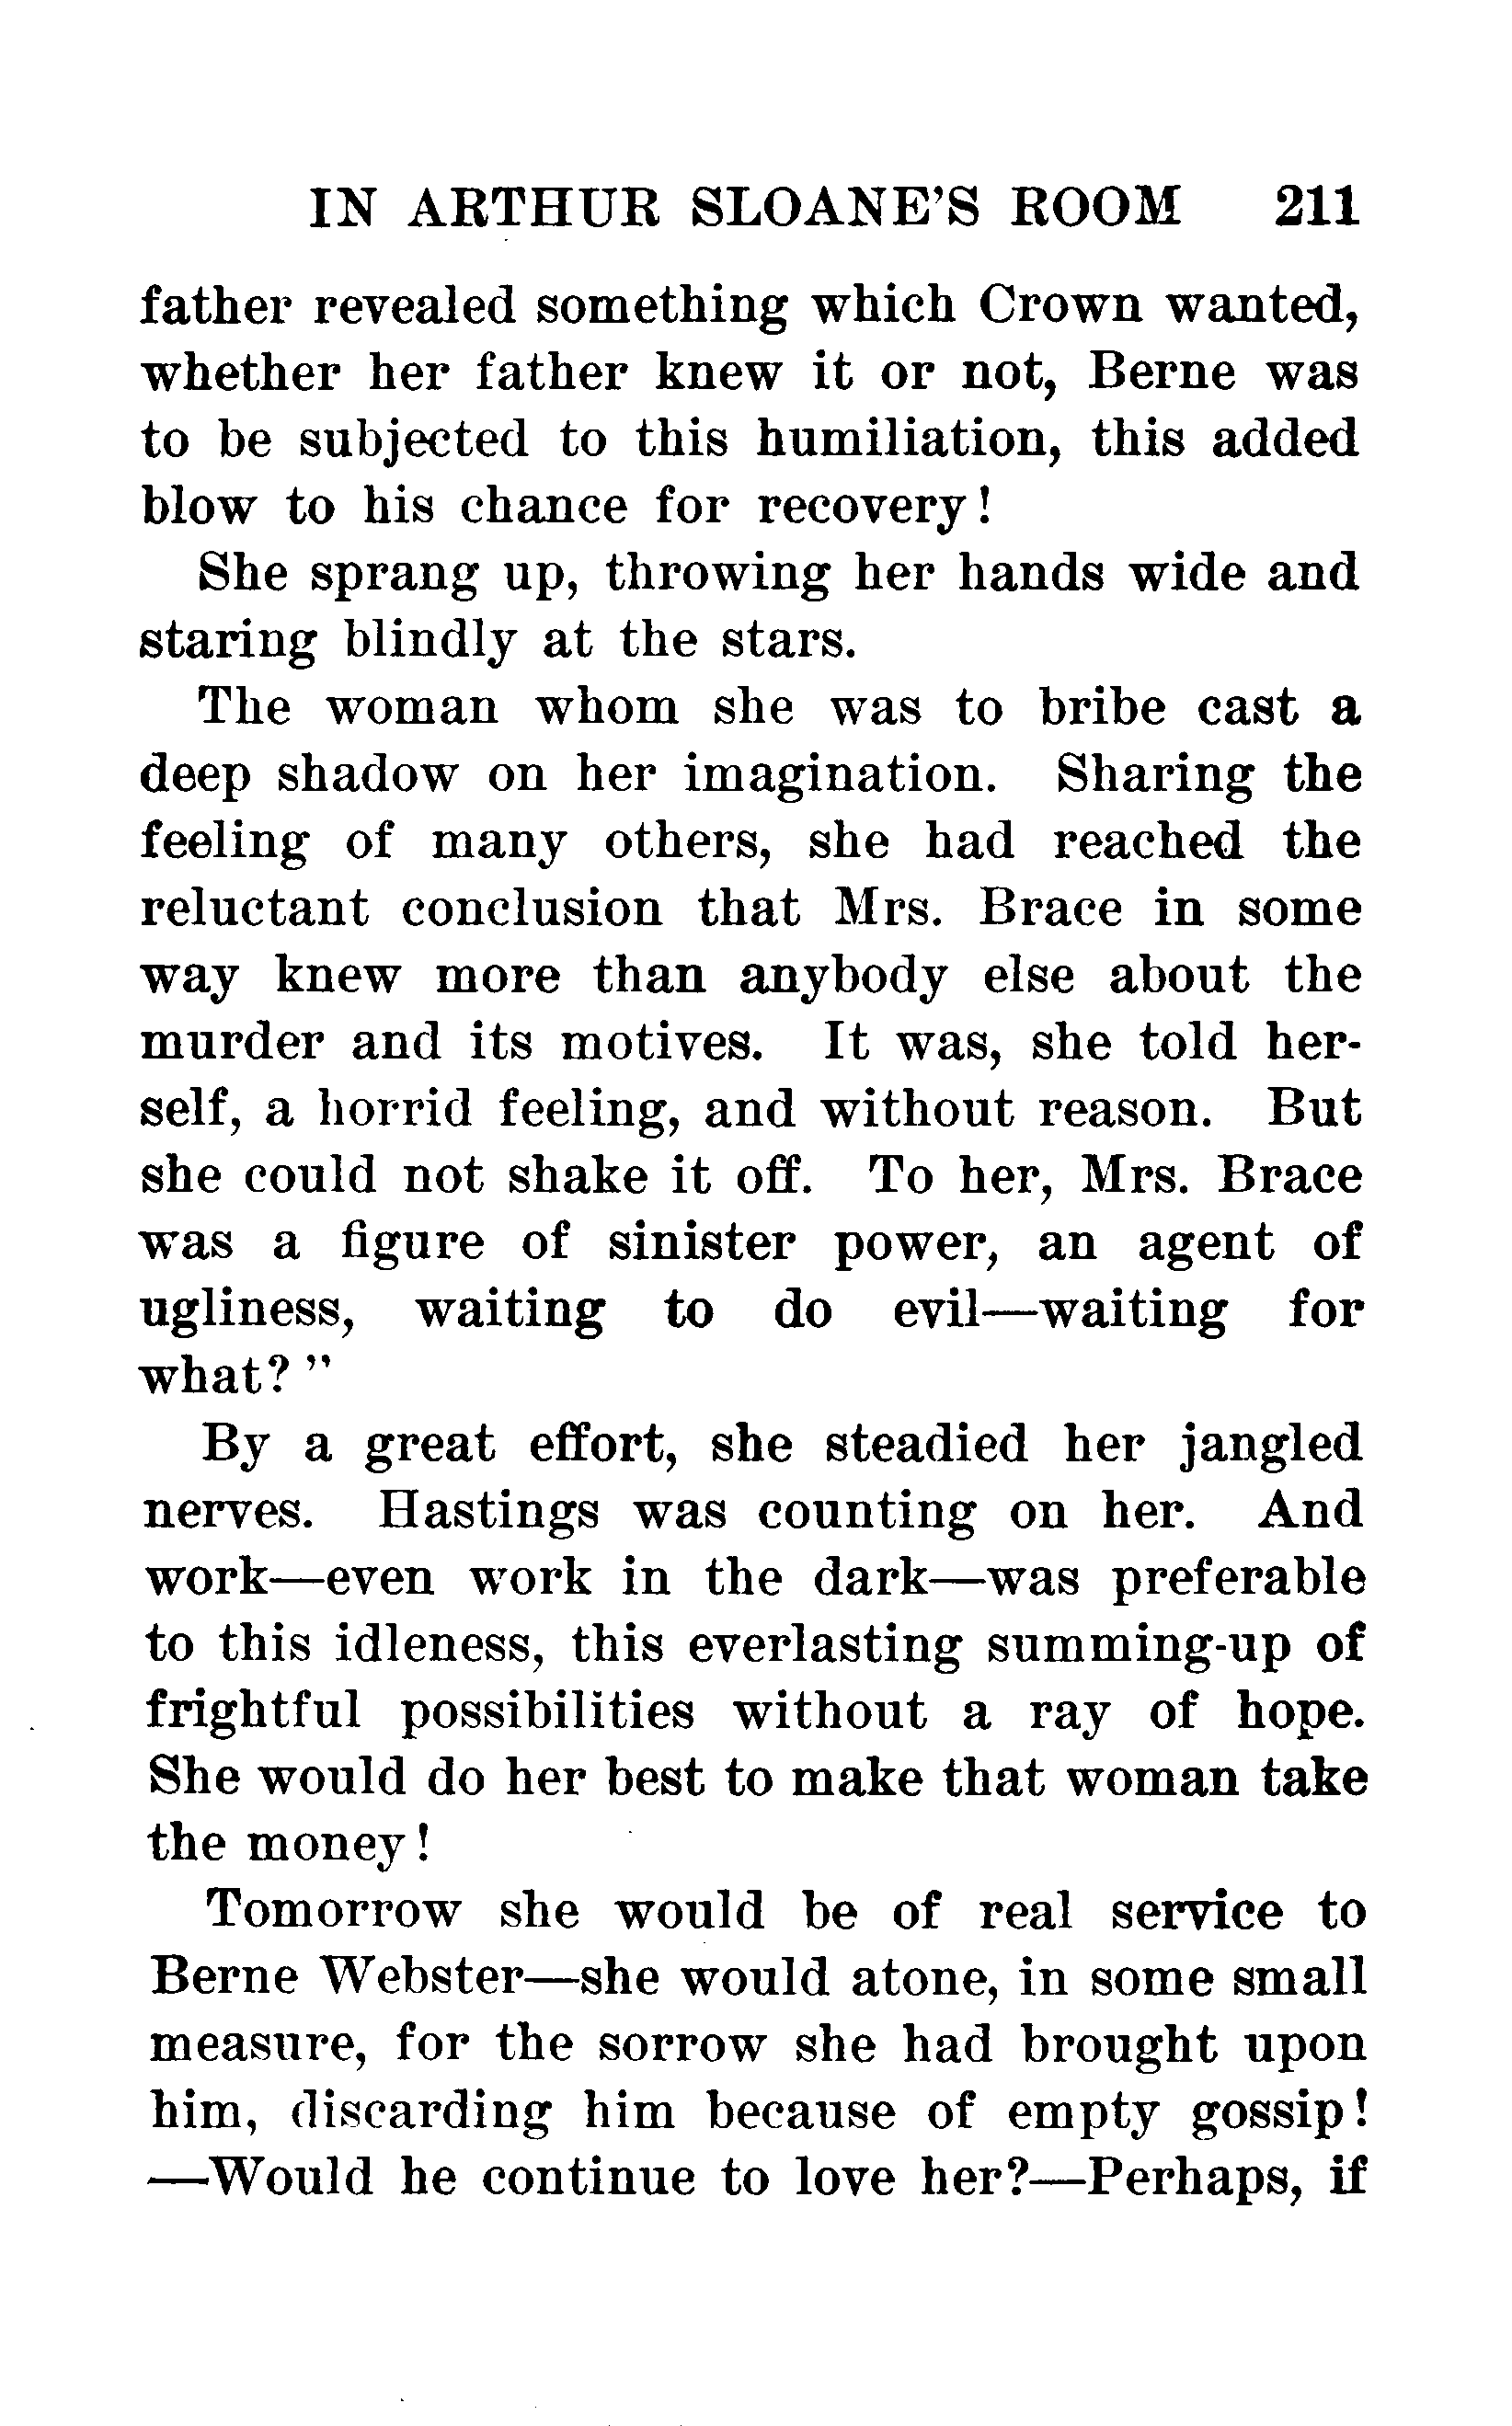 IN ARTHUR SLOANE'S ROOM 211
father revealed something which Crown wanted,
whether her father knew it or not, Berne was
to be subjected to this humiliation, this added
blow to his chance for recovery!
She sprang up, throwing her hands wide and
staring blindly at the stars.
The woman whom she was to bribe cast a
deep shadow on her imagination. Sharing the
feeling of many others, she had reached the
reluctant conclusion that Mrs. Brace in some
way knew more than anybody else about the
murder and its motives. It was, she told her-
self, a horrid feeling, and without reason. But
she could not shake it off. To her, Mrs. Brace
was a figure of sinister power, an agent of
ugliness, waiting to do evil—waiting for
what?"
By a great effort, she steadied her jangled
nerves. Hastings was counting on her. And
work—even work in the dark—was preferable
to this idleness, this everlasting summing-up of
frightful possibilities without a ray of hope.
She would do her best to make that woman take
the money!
Tomorrow she would be of real service to
Berne Webster—she would atone, in some small
measure, for the sorrow she had brought upon
him, discarding him because of empty gossip!
—Would he continue to love her?—Perhaps, if